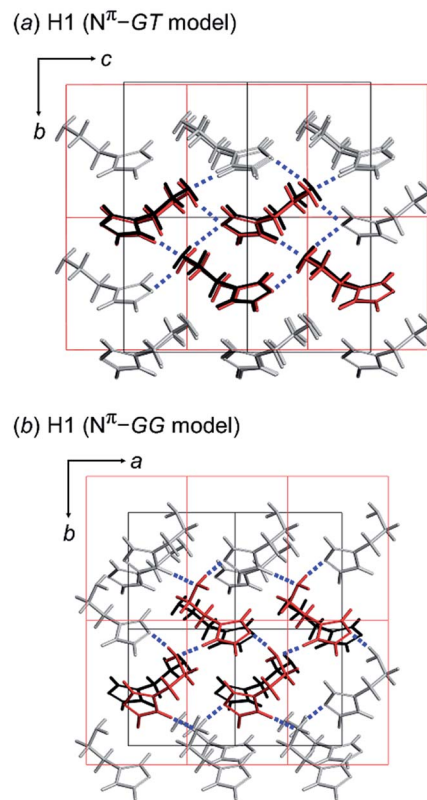 (a) H1 (Nπ−GT model)
c
b
(b) H1 (Nπ−GG model)
a
b